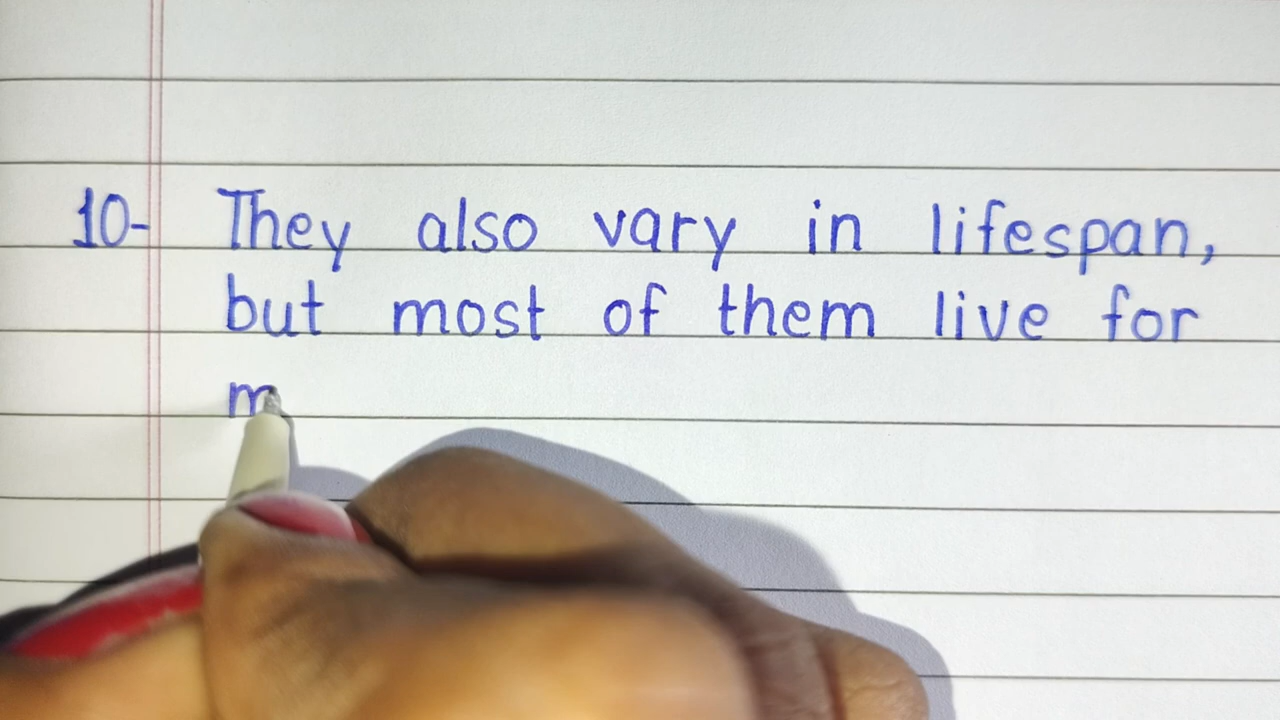 10- They also vary in lifespan,
but most of them live for
m